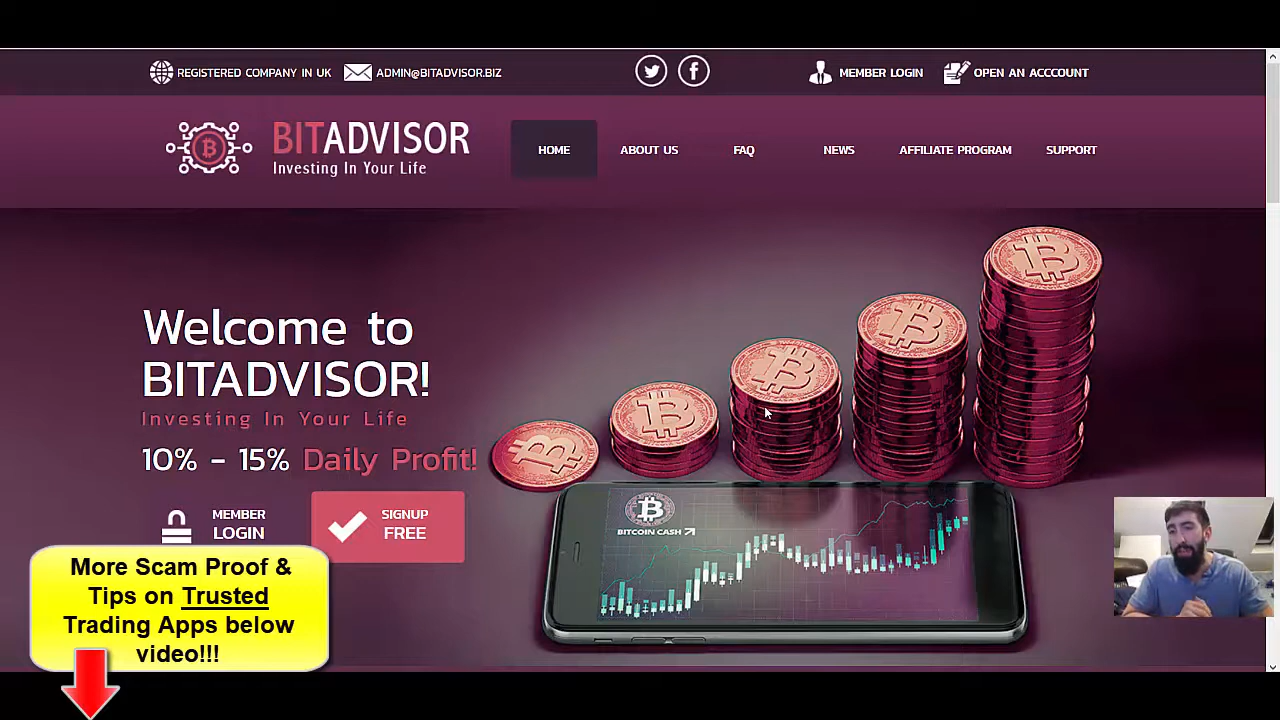 REGISTERED COMPANY IN UK
ADMIN@BITADVISOR.BIZ
MEMBER LOGIN
OPEN AN ACCCOUNT
BITADVISOR
Investing In Your Life
HOME
ABOUT US
FAQ
NEWS
AFFILIATE PROGRAM
SUPPORT
Welcome to
BITADVISOR!
Investing In Your Life
10% - 15% Daily Profit!
MEMBER
LOGIN
SIGNUP
FREE
BITCOIN CASH
More Scam Proof &
Tips on Trusted
Trading Apps below
video!!!